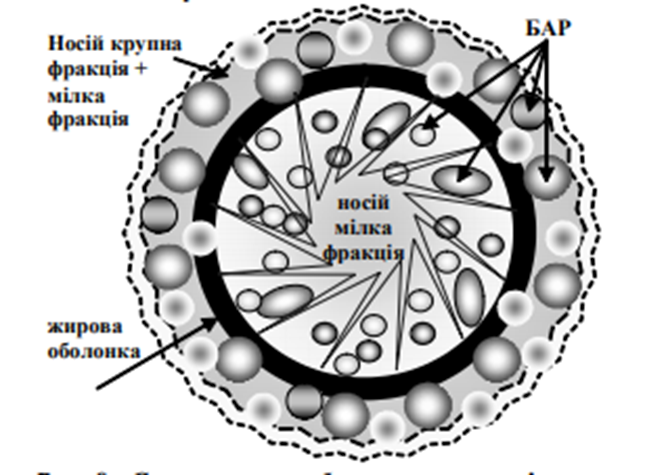 БАР
Носій крупна
фракція +
мілка
фракція
носій
мілка
фракція
жирова
оболонка